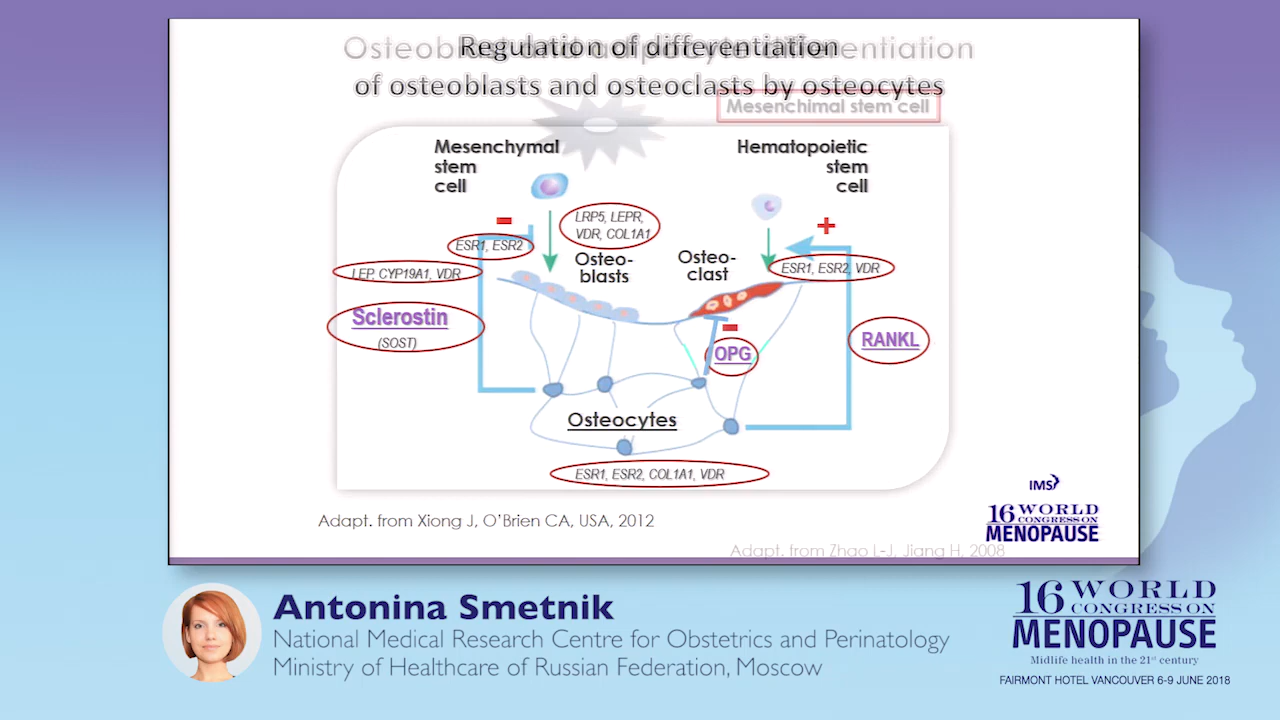 Regulation of differentiation
of osteoblasts and osteoclasts by osteocytes
Mesenchimal stem cell
Mesenchymal
stem
cell
Hematopoietic
stem
cell
-
+
LRP5, LEPR,
VDR, COL1A1
ESR1, ESR2
Osteo-
blasts
Osteo-
clast
ESR1, ESR2, VDR
LEP, CYP19A1, VDR
Sclerostin
(SOST)
-
OPG
RANKL
Osteocytes
ESR1, ESR2, COL1A1, VDR
Adapt. from Xiong J, O'Brien CA, USA, 2012
Adapt. from Zhao L-J, Jiang H, 2008
IMS
16 WORLD
CONGRESS ON
MENOPAUSE
Antonina Smetnik
National Medical Research Centre for Obstetrics and Perinatology
Ministry of Healthcare of Russian Federation, Moscow
16 WORLD
CONGRESS ON
MENOPAUSE
Midlife health in the 21st century
FAIRMONT HOTEL VANCOUVER 6-9 JUNE 2018